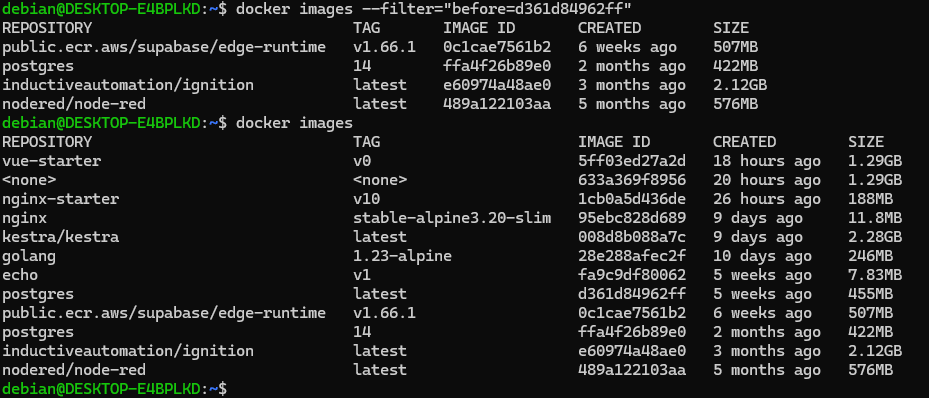 debian@DESKTOP-E4BPLKD:~$ docker images --filter="before=d361d84962ff"
REPOSITORY TAG IMAGE ID CREATED SIZE
public.ecr.aws/supabase/edge-runtime v1.66.1 0c1cae7561b2 6 weeks ago 507MB
postgres 14 ffa4f26b89e0 2 months ago 422MB
inductiveautomation/ignition latest e60974a48ae0 3 months ago 2.12GB
nodered/node-red latest 489a122103aa 5 months ago 576MB
debian@DESKTOP-E4BPLKD:~$ docker images
REPOSITORY TAG IMAGE ID CREATED SIZE
vue-starter v0 5ff03ed27a2d 18 hours ago 1.29GB
<none> <none> 633a369f8956 20 hours ago 1.29GB
nginx-starter v10 1cb0a5d436de 26 hours ago 188MB
nginx stable-alpine3.20-slim 95ebc828d689 9 days ago 11.8MB
kestra/kestra latest 008d8b088a7c 9 days ago 2.28GB
golang 1.23-alpine 28e288afec2f 10 days ago 246MB
echo v1 fa9c9df80062 5 weeks ago 7.83MB
postgres latest d361d84962ff 5 weeks ago 455MB
public.ecr.aws/supabase/edge-runtime v1.66.1 0c1cae7561b2 6 weeks ago 507MB
postgres 14 ffa4f26b89e0 2 months ago 422MB
inductiveautomation/ignition latest e60974a48ae0 3 months ago 2.12GB
nodered/node-red latest 489a122103aa 5 months ago 576MB
debian@DESKTOP-E4BPLKD:~$